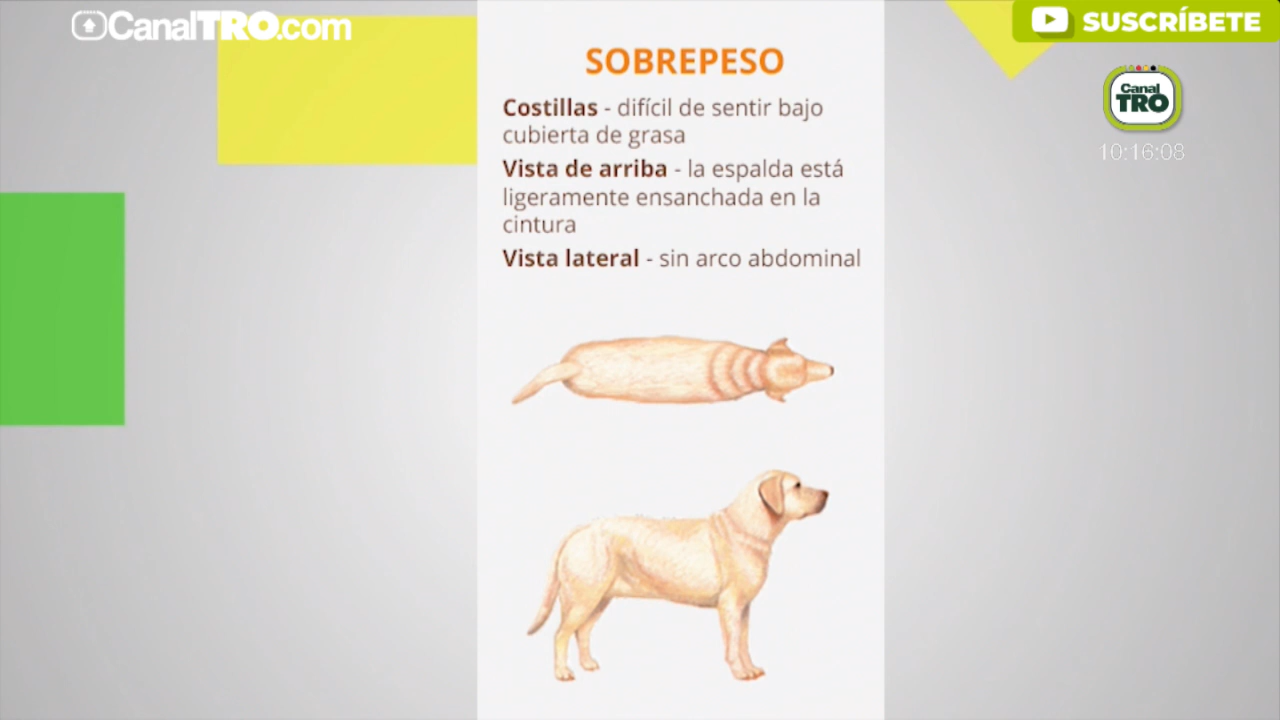 CanalTRO.com
SUSCRÍBETE
Canal
TRO
10:16:08
SOBREPESO
Costillas - difícil de sentir bajo
cubierta de grasa
Vista de arriba - la espalda está
ligeramente ensanchada en la
cintura
Vista lateral - sin arco abdominal